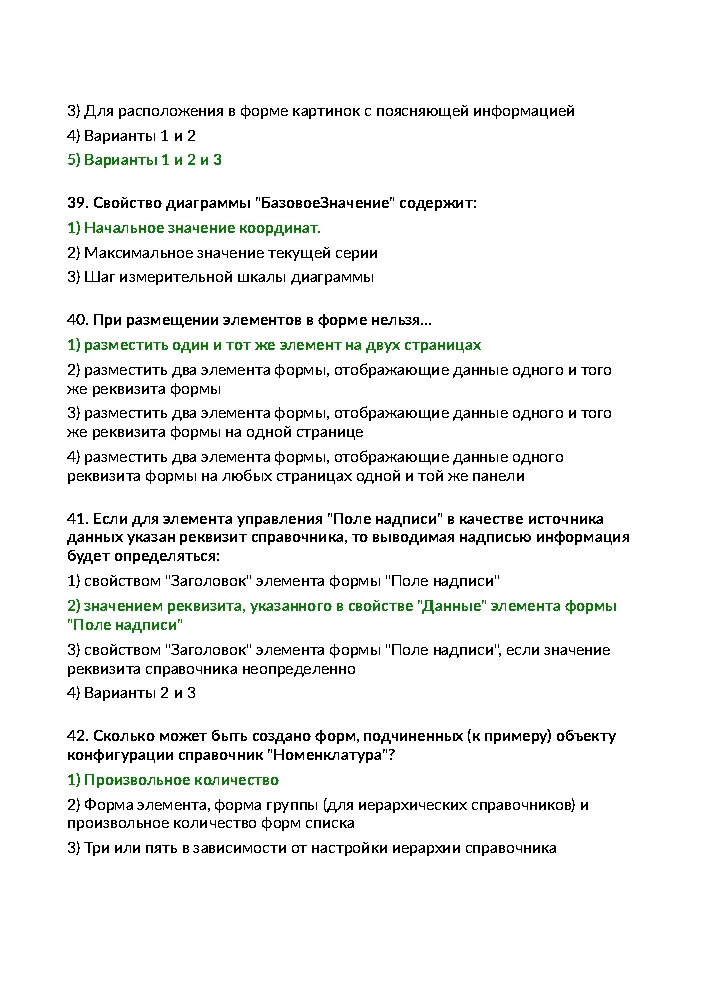 3) Для расположения в форме картинок с поясняющей информацией
4) Варианты 1 и 2
5) Варианты 1 и 2 и 3
39. Свойство диаграммы "БазовоеЗначение" содержит:
1) Начальное значение координат.
2) Максимальное значение текущей серии
3) Шаг измерительной шкалы диаграммы
40. При размещении элементов в форме нельзя...
1) разместить один и тот же элемент на двух страницах
2) разместить два элемента формы, отображающие данные одного и того
же реквизита формы
3) разместить два элемента формы, отображающие данные одного и того
же реквизита формы на одной странице
4) разместить два элемента формы, отображающие данные одного
реквизита формы на любых страницах одной и той же панели
41. Если для элемента управления "Поле надписи" в качестве источника
данных указан реквизит справочника, то выводимая надписью информация
будет определяться:
1) свойством "Заголовок" элемента формы "Поле надписи"
2) значением реквизита, указанного в свойстве "Данные" элемента формы
"Поле надписи"
3) свойством "Заголовок" элемента формы "Поле надписи", если значение
реквизита справочника неопределенно
4) Варианты 2 и 3
42. Сколько может быть создано форм, подчиненных (к примеру) объекту
конфигурации справочник "Номенклатура"?
1) Произвольное количество
2) Форма элемента, форма группы (для иерархических справочников) и
произвольное количество форм списка
3) Три или пять в зависимости от настройки иерархии справочника